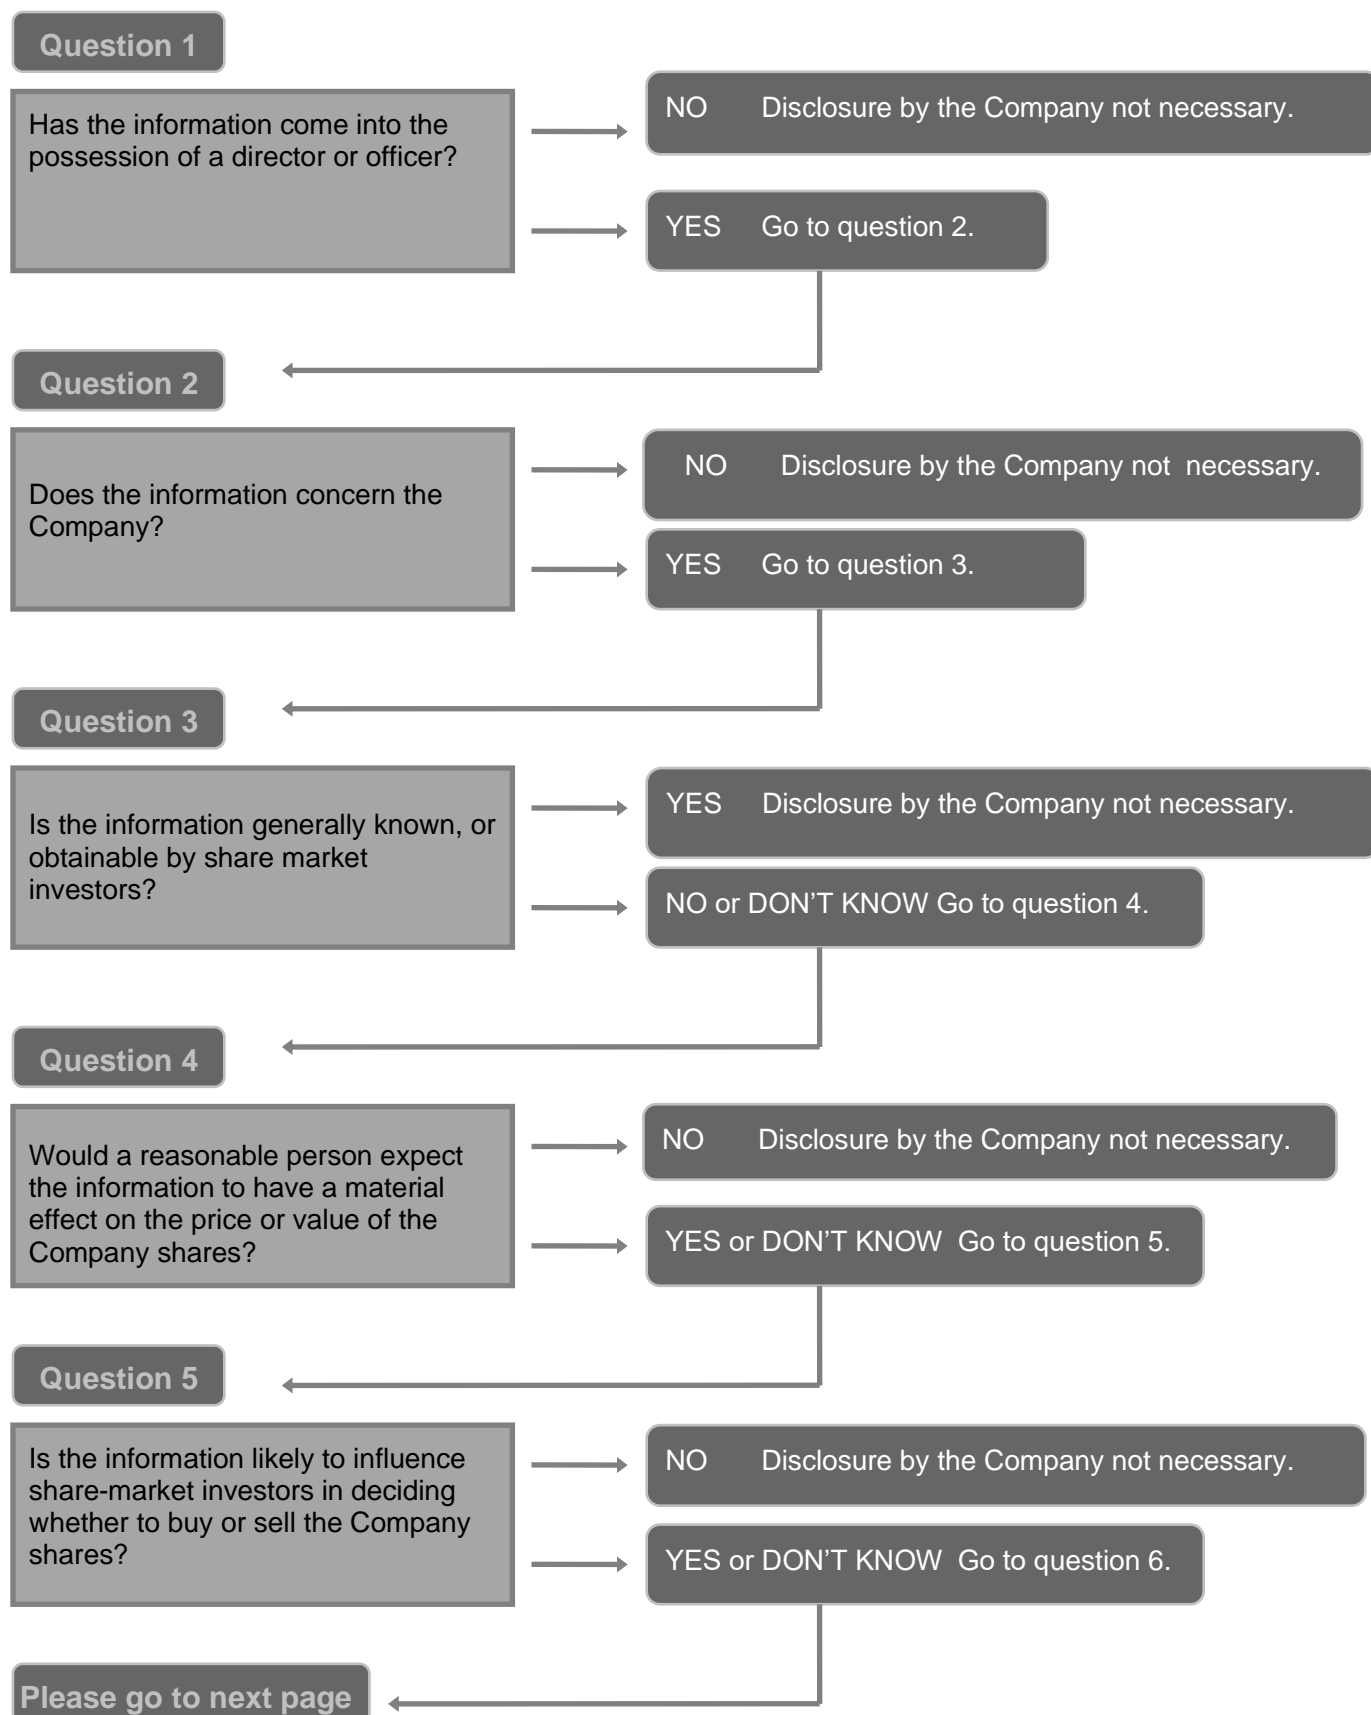 Question 1
Has the information come into the
possession of a director or officer?
NO Disclosure by the Company not necessary.
YES Go to question 2.
Question 2
Does the information concern the
Company?
NO Disclosure by the Company not necessary.
YES Go to question 3.
Question 3
Is the information generally known, or
obtainable by share market
investors?
YES Disclosure by the Company not necessary.
NO or DON’T KNOW Go to question 4.
Question 4
Would a reasonable person expect
the information to have a material
effect on the price or value of the
Company shares?
NO Disclosure by the Company not necessary.
YES or DON’T KNOW Go to question 5.
Question 5
Is the information likely to influence
share-market investors in deciding
whether to buy or sell the Company
shares?
NO Disclosure by the Company not necessary.
YES or DON’T KNOW Go to question 6.
Please go to next page